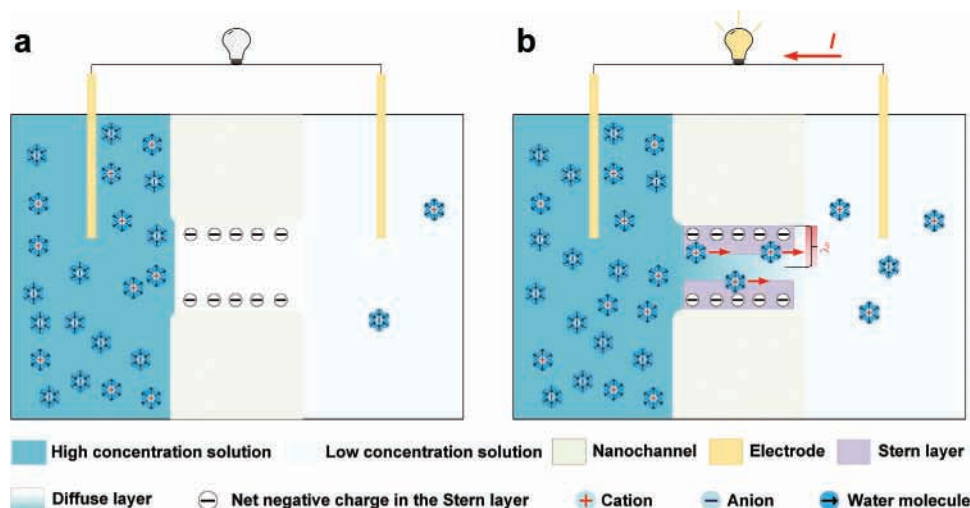 a
b
I
λD
High concentration solution
Low concentration solution
Nanochannel
Electrode
Stern layer
Diffuse layer
Net negative charge in the Stern layer
Cation
Anion
Water molecule